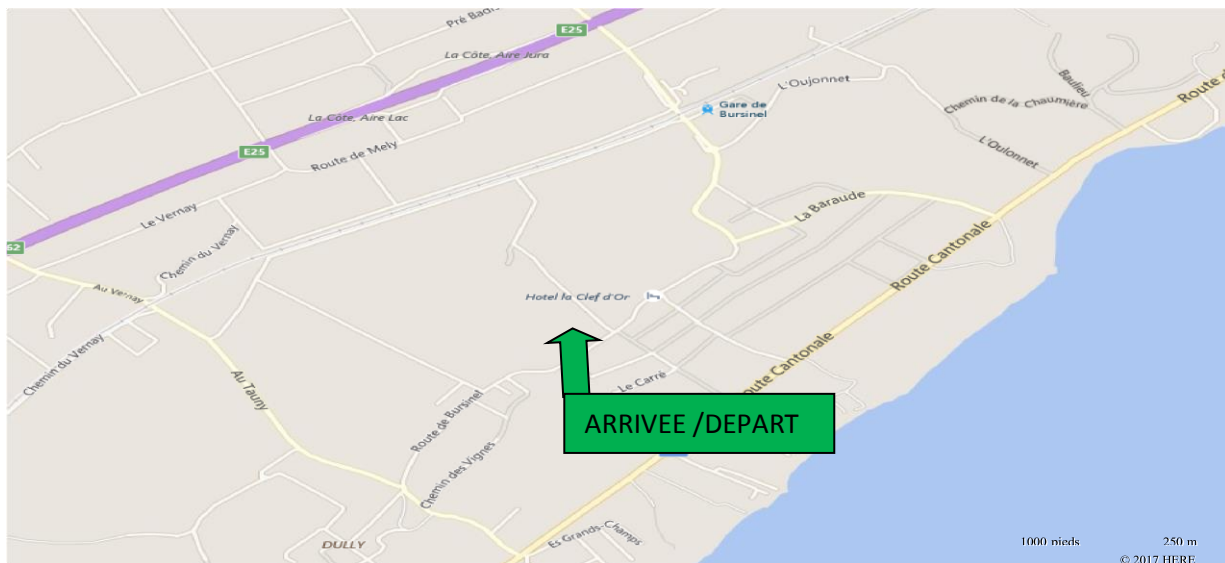 Pré Badi
E25
La Côte, Aire Jura
La Côte, Aire Lac
E25
Route de Mely
Gare de
Bursinel
L'Oujonnet
Baulieu
Chemin de la Chaumière
Route d
L'Oulonnet
Le Vernay
Chemin du Vernay
La Baraude
62
Au Vernay
Hotel la Clef d'Or
Route Cantonale
Chemin du Vernay
Au Tauny
Route de Bursinel
Le Carré
oute Cantonale
ARRIVEE /DEPART
Chemin des Vignes
Es Grands-Champs
DULLY
1000 pieds
250 m
© 2017 HERE